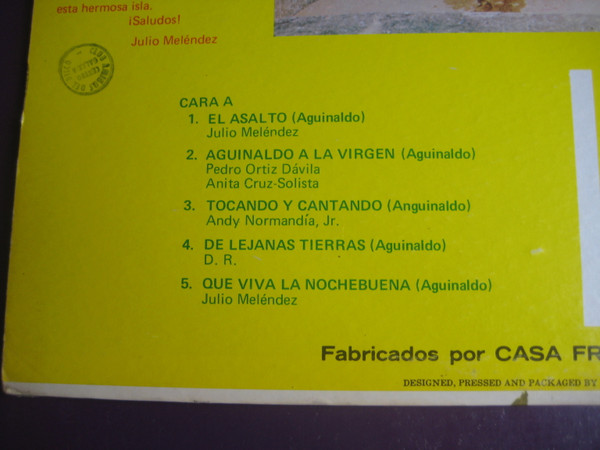 esta hermosa isla.
¡Saludos!
Julio Meléndez
CARA A
1. EL ASALTO (Aguinaldo)
Julio Meléndez
2. AGUINALDO A LA VIRGEN (Aguinaldo)
Pedro Ortiz Dávila
Anita Cruz-Solista
3. TOCANDO Y CANTANDO (Anguinaldo)
Andy Normandía, Jr.
4. DE LEJANAS TIERRAS (Aguinaldo)
D. R.
5. QUE VIVA LA NOCHEBUENA (Aguinaldo)
Julio Meléndez
Fabricados por CASA FR
DESIGNED, PRESSED AND PACKAGED BY